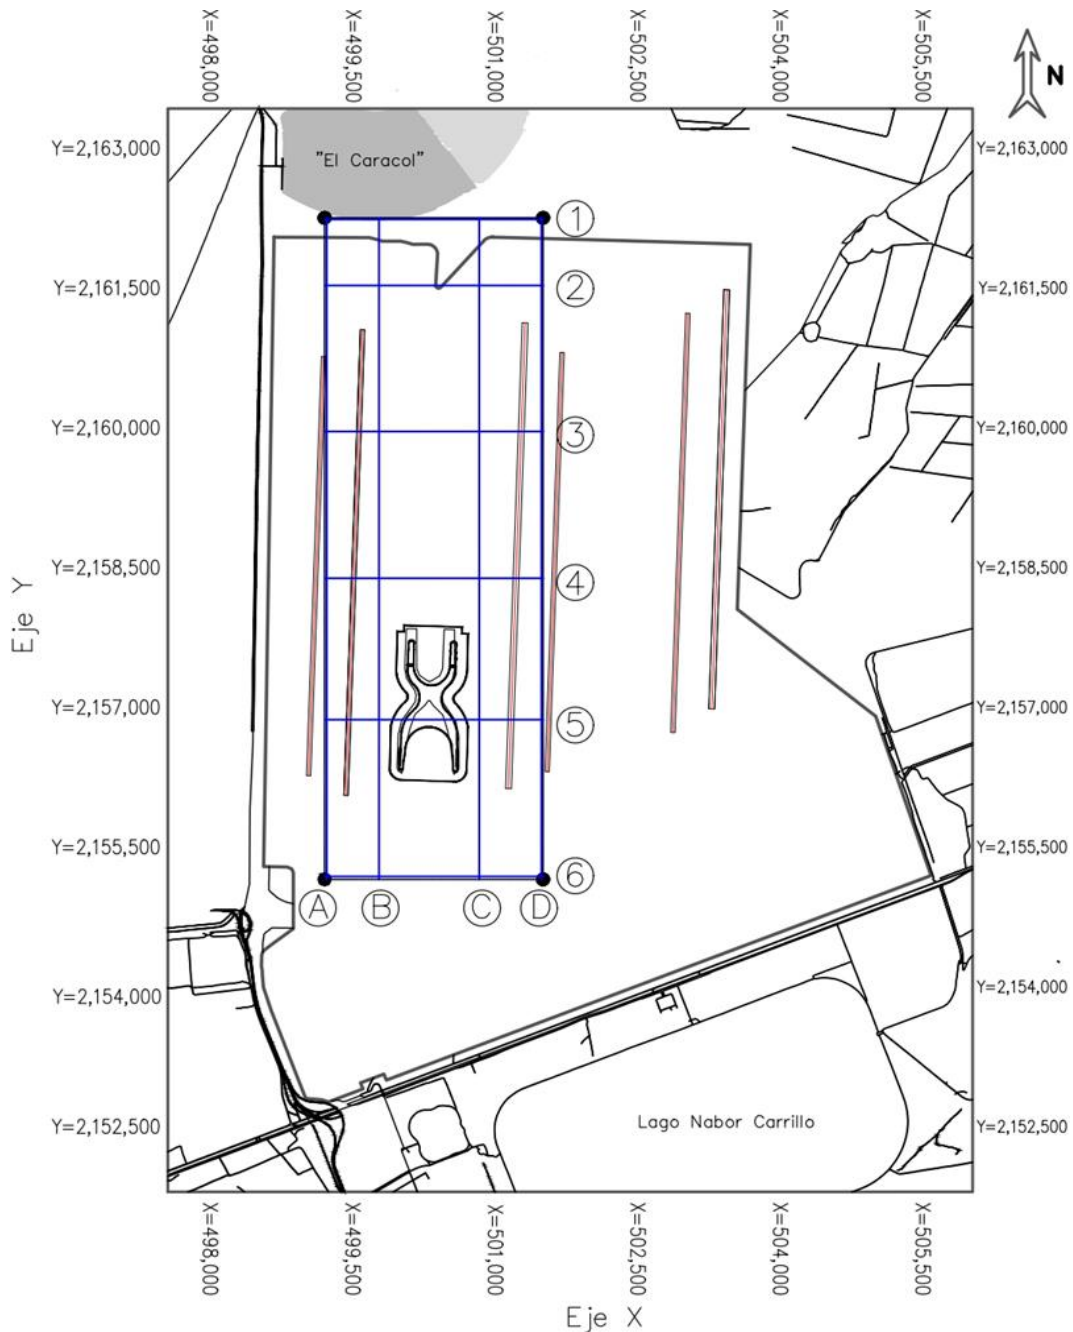 X=498,000
X=499,500
X=501,000
X=502,500
X=504,000
X=505,500
N
Y=2,163,000
"El Caracol"
Y=2,163,000
1
Y=2,161,500
2
Y=2,161,500
Y=2,160,000
3
Y=2,160,000
Y=2,158,500
4
Y=2,158,500
Eje Y
Y=2,157,000
5
Y=2,157,000
Y=2,155,500
6
Y=2,155,500
A
B
C
D
Y=2,154,000
Y=2,154,000
Y=2,152,500
Lago Nabor Carrillo
Y=2,152,500
X=498,000
X=499,500
X=501,000
X=502,500
X=504,000
X=505,500
Eje X